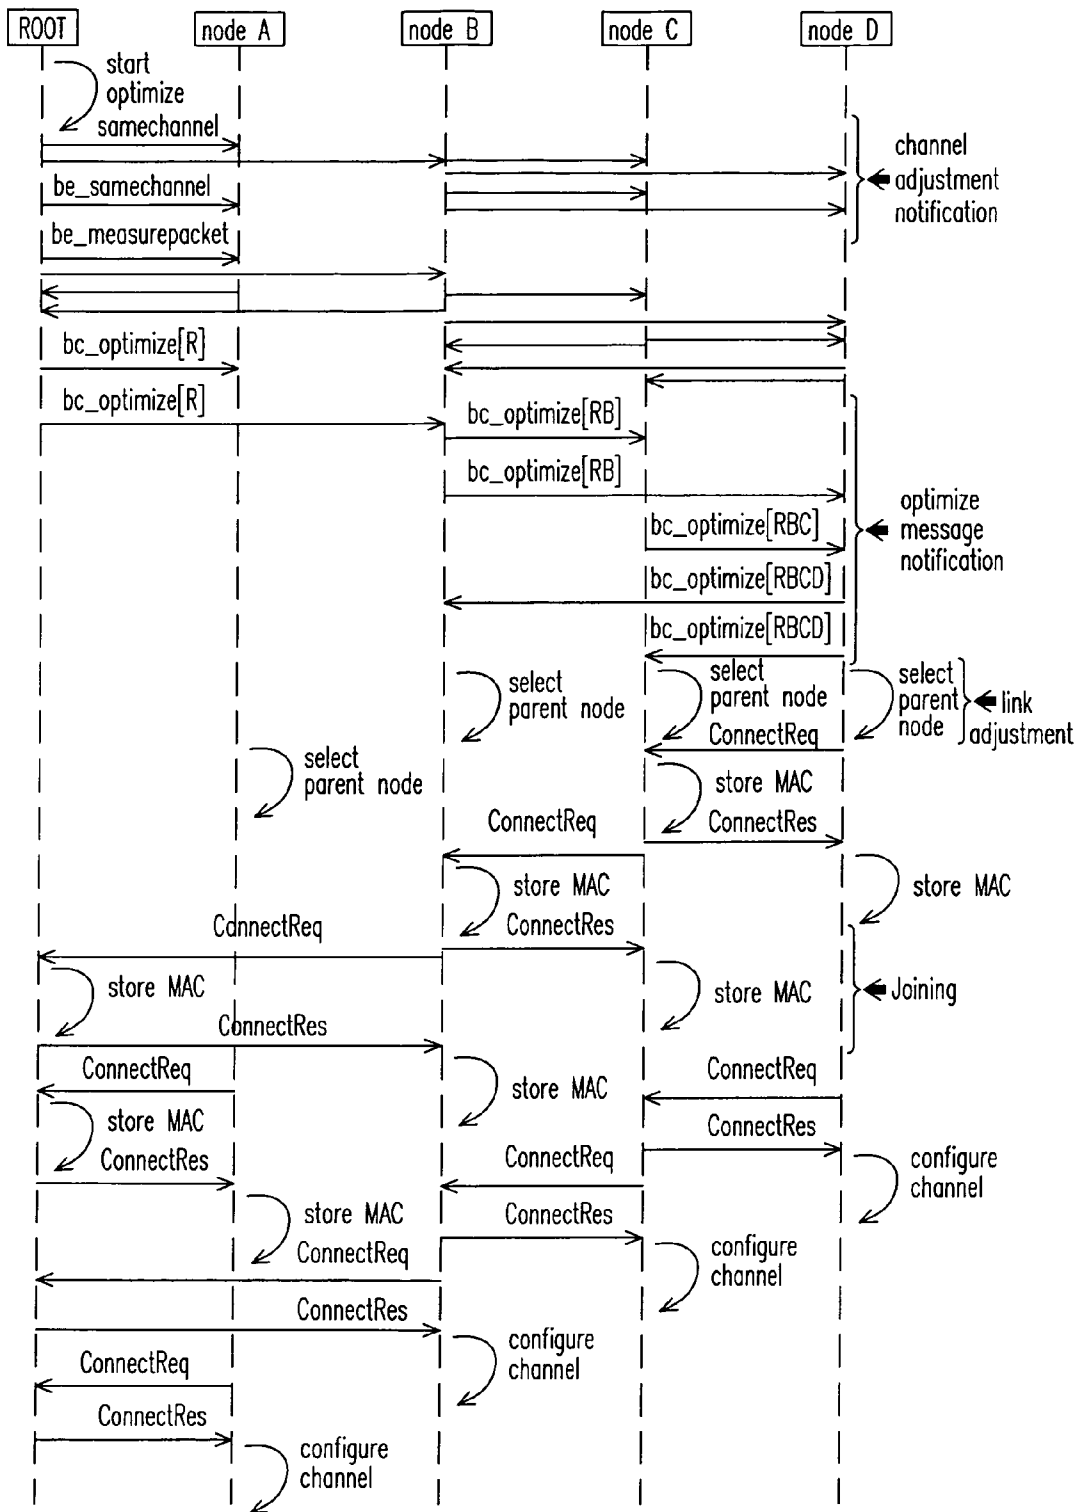 ROOT
node A
node B
node C
node D
start
optimize
samechannel
channel
adjustment
notification
be_samechannel
be_measurepacket
bc_optimize[R]
bc_optimize[R]
bc_optimize[RB]
bc_optimize[RB]
bc_optimize[RBC]
optimize
message
notification
bc_optimize[RBCD]
bc_optimize[RBCD]
select
parent node
select
parent node
select
parent
node
link
adjustment
ConnectReq
select
parent node
store MAC
ConnectReq
ConnectRes
store MAC
store MAC
ConnectReq
ConnectRes
store MAC
store MAC
Joining
ConnectRes
ConnectReq
store MAC
ConnectReq
store MAC
ConnectRes
ConnectRes
ConnectReq
configure
channel
store MAC
ConnectRes
ConnectReq
configure
channel
ConnectRes
configure
channel
ConnectReq
ConnectRes
configure
channel